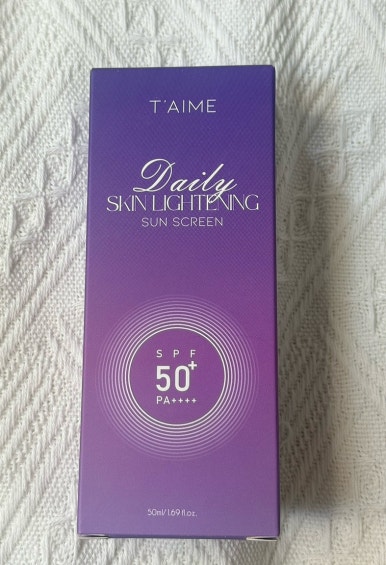 T'AIME
Daily
SKIN LIGHTENING
SUN SCREEN
SPF
50+
PA++++
50ml/1.69 fl.oz.